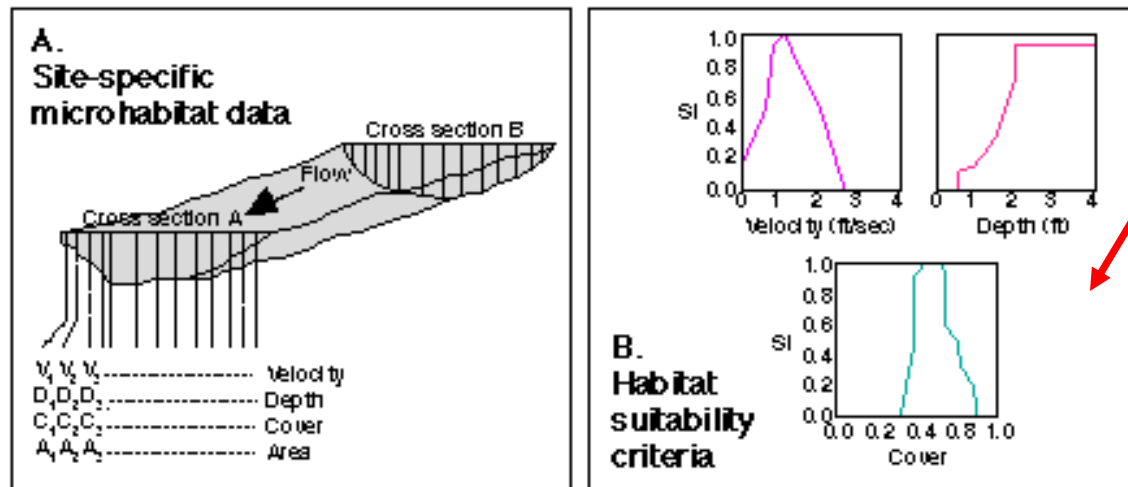 A.
Site-specific
microhabitat data
Cross section B
Flow
Cross section A
V1 V2 V3 Velocity
D1 D2 D3 Depth
C1 C2 C3 Cover
A1 A2 A3 Area
1.0
0.8
0.6
SI 0.4
0.2
0.0
0 1 2 3 4
Velocity (ft/sec)
0 1 2 3 4
Depth (ft)
1.0
0.8
0.6
SI
0.4
0.2
0.0
0.0 0.2 0.4 0.6 0.8 1.0
Cover
B.
Habitat
suitability
criteria